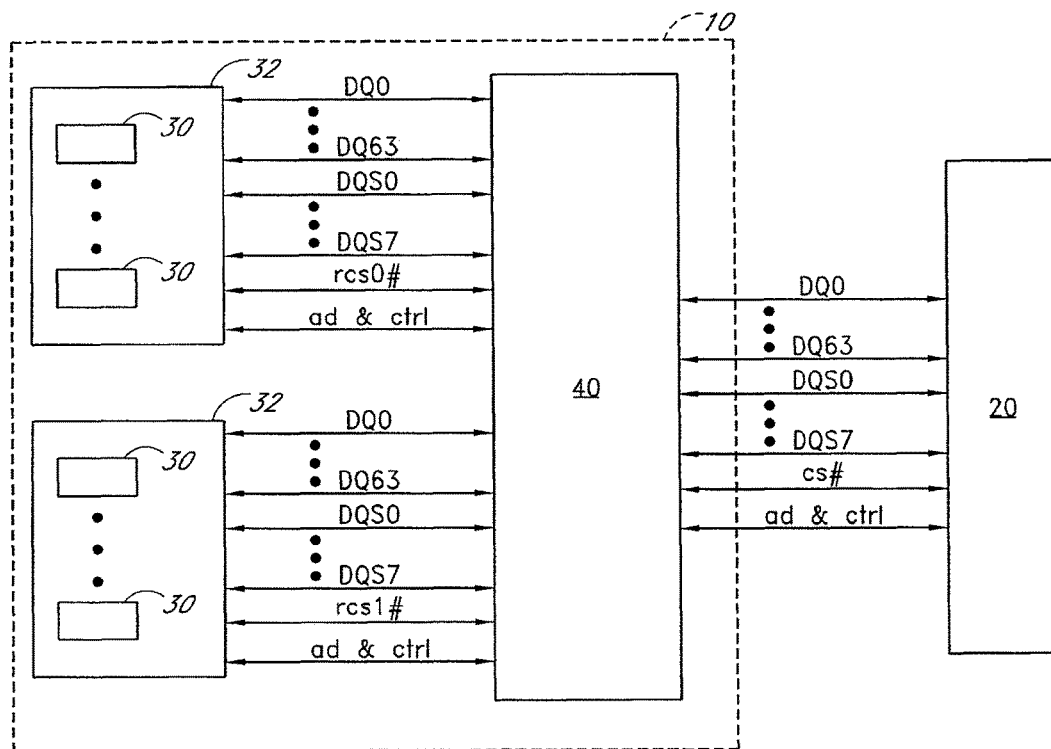 10
32
30
30
DQ0
DQ63
DQS0
DQS7
rcs0#
ad & ctrl
32
30
30
DQ0
DQ63
DQS0
DQS7
rcs1#
ad & ctrl
40
DQ0
DQ63
DQS0
DQS7
cs#
ad & ctrl
20